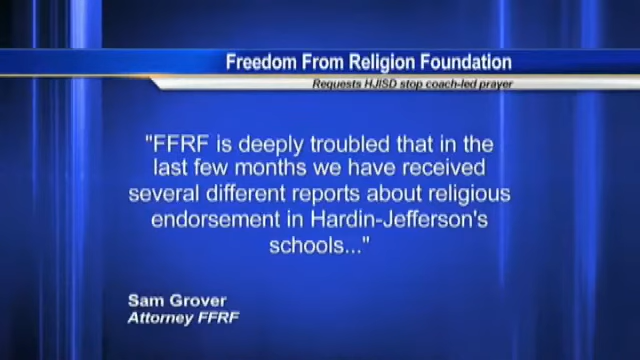 Freedom From Religion Foundation
Requests HJISD stop coach-led prayer
"FFRF is deeply troubled that in the
last few months we have received
several different reports about religious
endorsement in Hardin-Jefferson's
schools..."
Sam Grover
Attorney FFRF